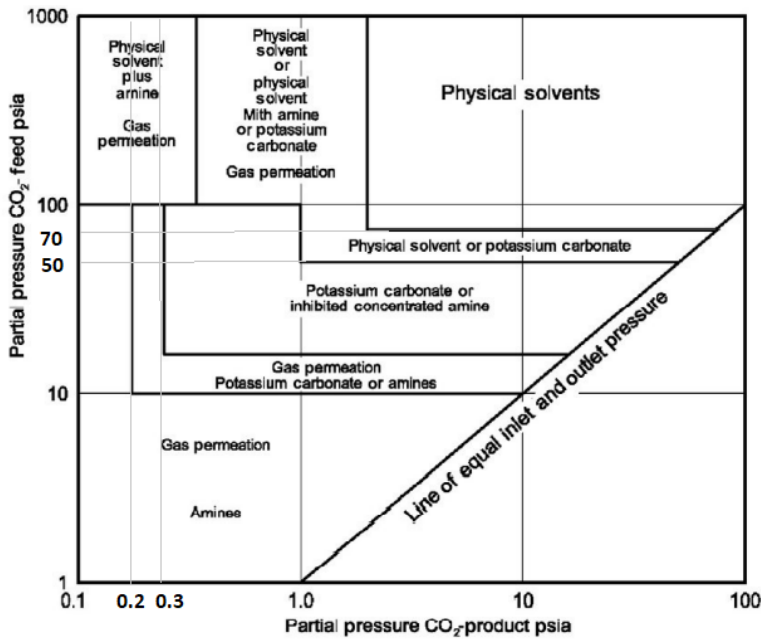 1000
Physical
solvent
plus
amine
Gas
permeation
Physical
solvent
or
physical
solvent
Mith amine
or potassium
carbonate
Gas permeation
Physical solvents
100
70
50
Physical solvent or potassium carbonate
Potassium carbonate or
inhibited concentrated amine
Gas permeation
Potassium carbonate or amines
10
Gas permeation
Amines
1
Line of equal inlet and outlet pressure
Partial pressure CO₂-feed psia
0.1 0.2 0.3 1.0 10 100
Partial pressure CO₂-product psia